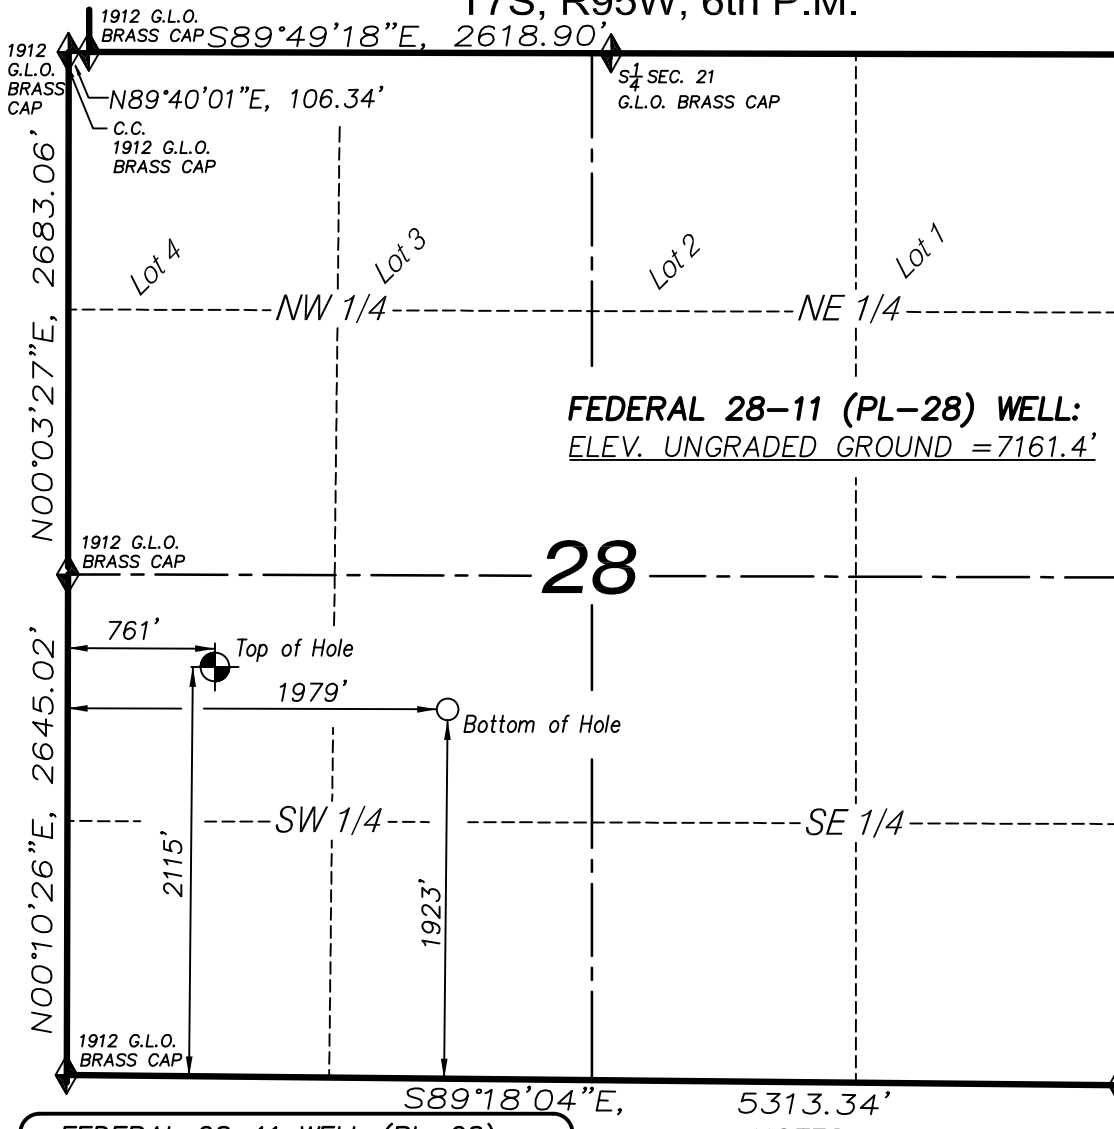 T7S, R95W, 6th P.M.
1912 G.L.O.
BRASS CAP
S89°49'18"E, 2618.90'
1912
G.L.O.
BRASS
CAP
N89°40'01"E, 106.34'
C.C.
1912 G.L.O.
BRASS CAP
S1/4 SEC. 21
G.L.O. BRASS CAP
N00°03'27"E, 2683.06'
Lot 4
Lot 3
Lot 2
Lot 1
NW 1/4
NE 1/4
FEDERAL 28-11 (PL-28) WELL:
ELEV. UNGRADED GROUND =7161.4'
1912 G.L.O.
BRASS CAP
28
761'
Top of Hole
1979'
Bottom of Hole
N00°10'26"E, 2645.02'
SW 1/4
SE 1/4
2115'
1923'
1912 G.L.O.
BRASS CAP
S89°18'04"E, 5313.34'